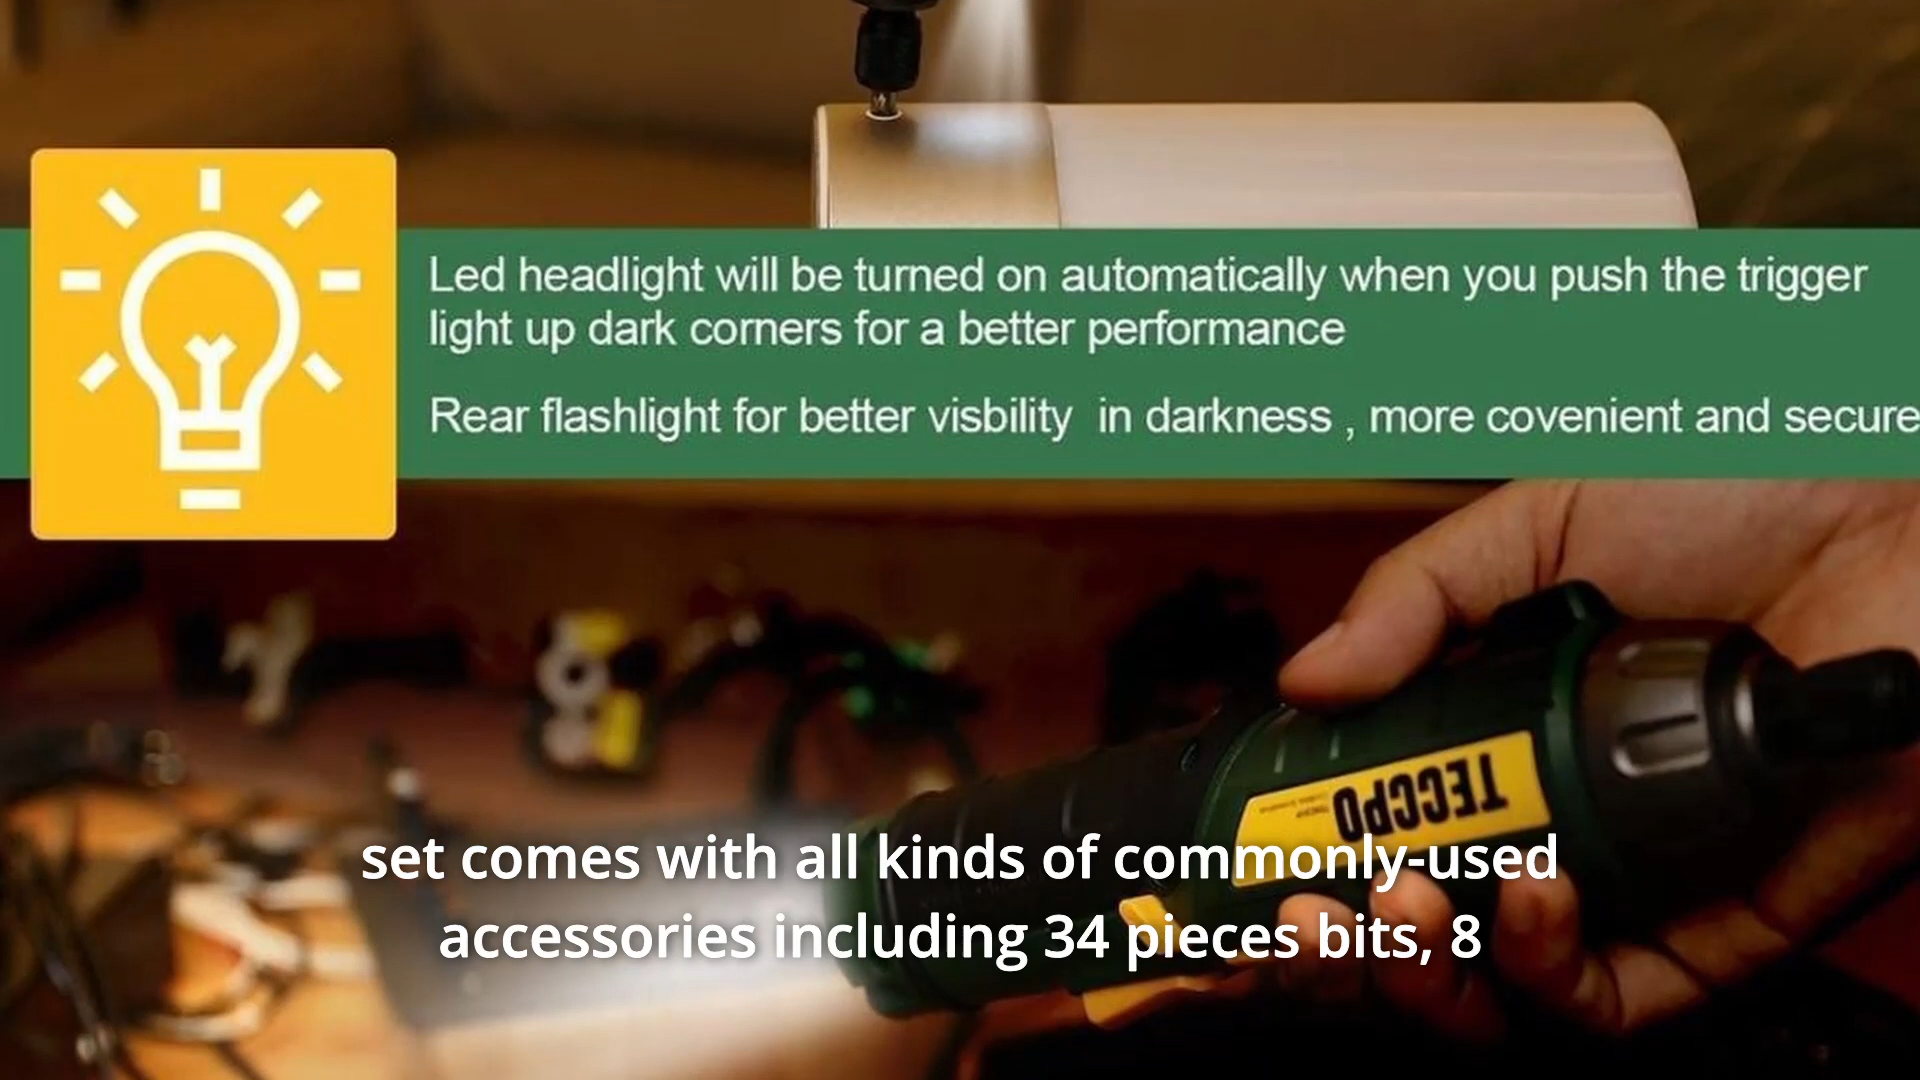 Led headlight will be turned on automatically when you push the trigger
light up dark corners for a better performance
Rear flashlight for better visbility in darkness , more covenient and secure
TECCPO
set comes with all kinds of commonly-used
accessories including 34 pieces bits, 8